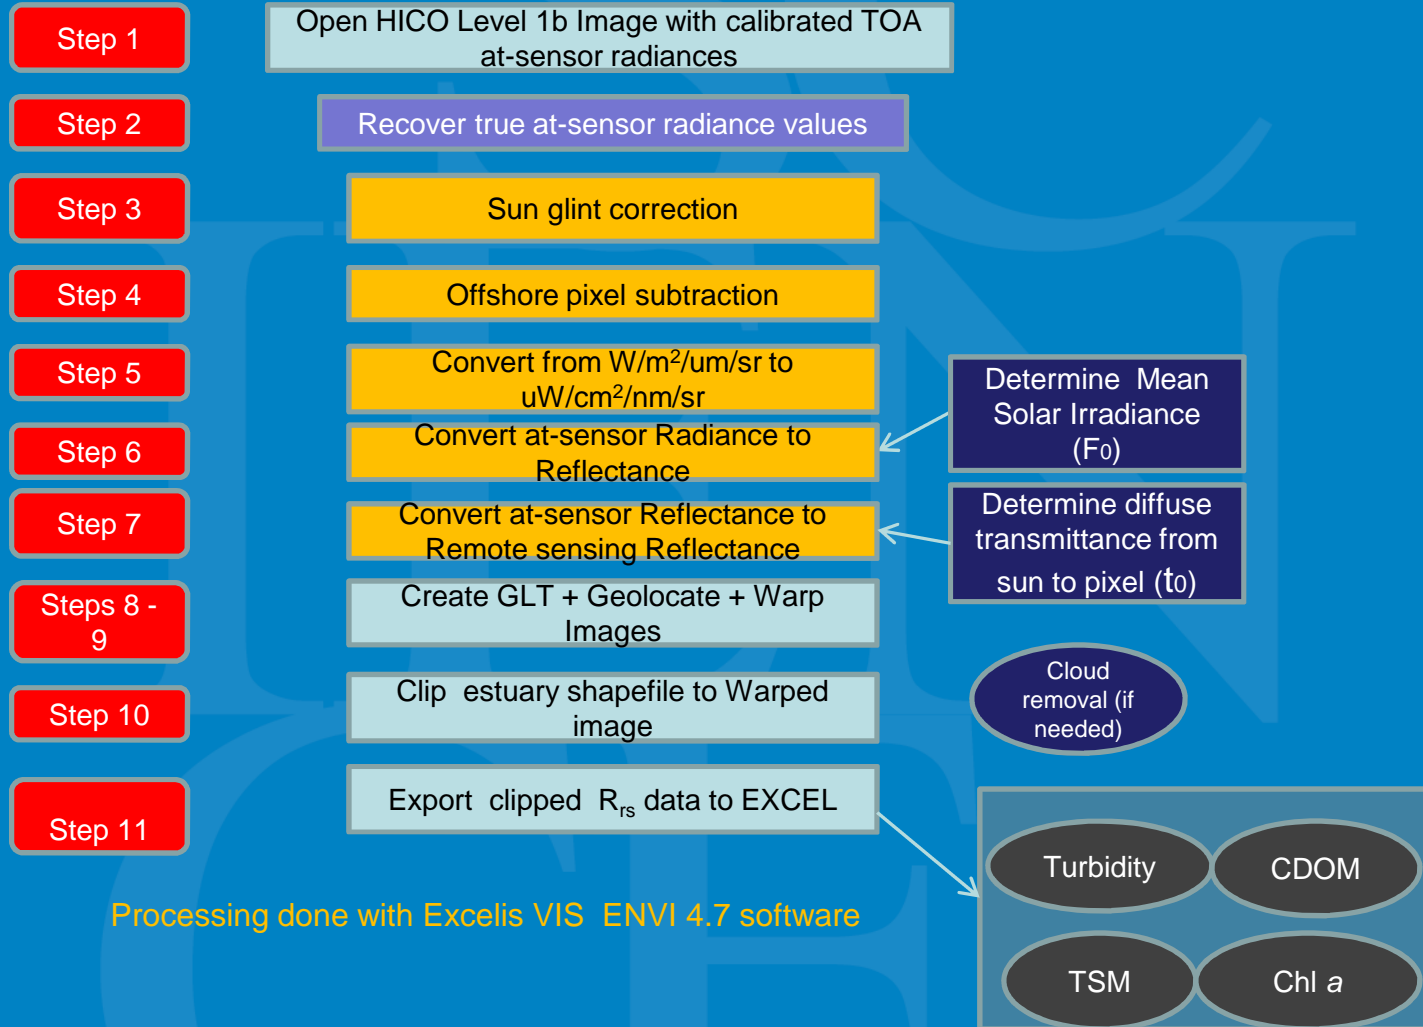 Step 1
Open HICO Level 1b Image with calibrated TOA
at-sensor radiances
Step 2
Recover true at-sensor radiance values
Step 3
Sun glint correction
Step 4
Offshore pixel subtraction
Step 5
Convert from W/m²/um/sr to
uW/cm²/nm/sr
Determine Mean
Solar Irradiance
(F0)
Step 6
Convert at-sensor Radiance to
Reflectance
Step 7
Convert at-sensor Reflectance to
Remote sensing Reflectance
Determine diffuse
transmittance from
sun to pixel (t0)
Steps 8 -
9
Create GLT + Geolocate + Warp
Images
Step 10
Clip estuary shapefile to Warped
image
Cloud
removal (if
needed)
Step 11
Export clipped Rrs data to EXCEL
Turbidity
CDOM
TSM
Chl a
Processing done with Excelis VIS ENVI 4.7 software